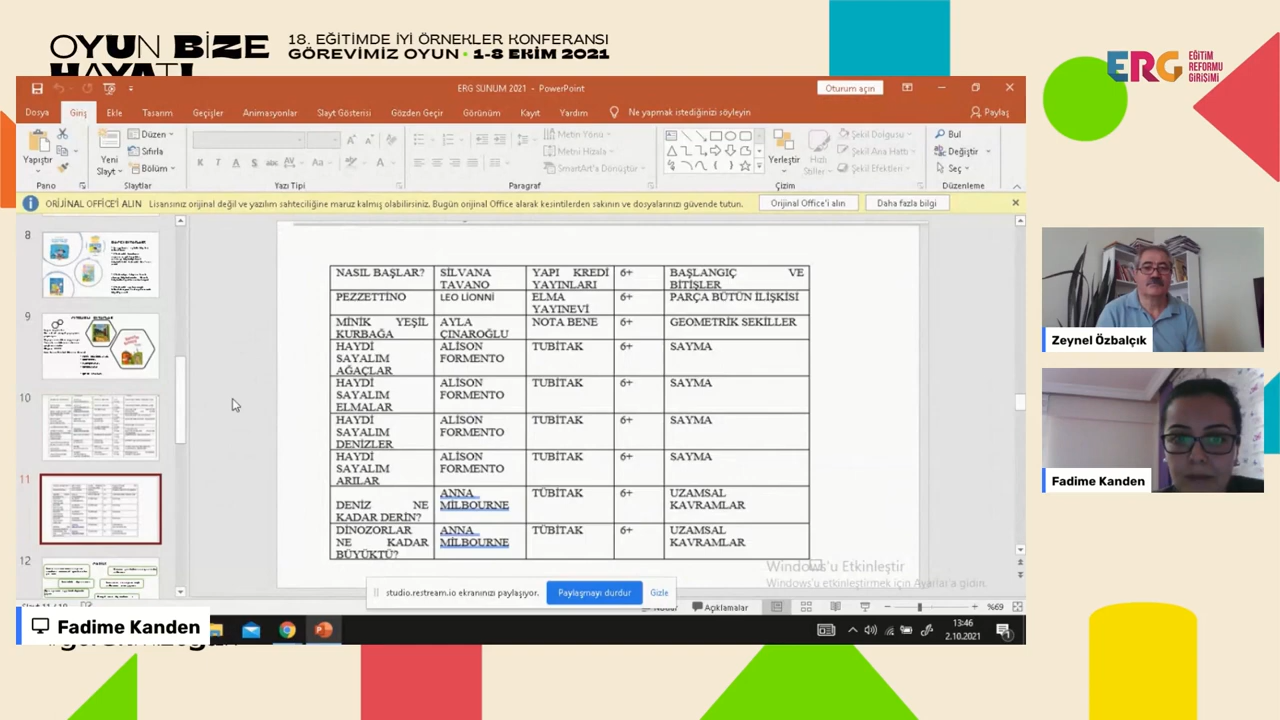 OYUN BİZE
HAYATI
18. EĞİTİMDE İYİ ÖRNEKLER KONFERANSI
GÖREVİMİZ OYUN • 1-8 EKİM 2021
ERG EĞİTİM
REFORMU
GİRİŞİMİ
ERG SUNUM 2021 - PowerPoint
Oturum açın
Dosya Giriş Ekle Tasarım Geçişler Animasyonlar Slayt Gösterisi Gözden Geçir Görünüm Kayıt Yardım Ne yapmak istediğinizi söyleyin Paylaş
Yapıştır
Yeni
Slayt
Düzen
Sıfırla
Bölüm
K T A S abc AV Aa A
Metin Yönü
Metni Hizala
SmartArt'a Dönüştür
Yerleştir
Hızlı
Stiller
Şekil Dolgusu
Şekil Ana Hattı
Şekil Efektleri
Bul
Değiştir
Seç
Pano Slaytlar Yazı Tipi Paragraf Çizim Düzenleme
ORİJİNAL OFFICE'İ ALIN Lisansınız orijinal değil ve yazılım sahteciliğine maruz kalmış olabilirsiniz. Bugün orijinal Office alarak kesintilerden sakının ve dosyalarınızı güvende tutun. Orijinal Office'i alın Daha fazla bilgi
8
9
10
11
12
NASIL BAŞLAR? SİLVANA TAVANO YAPI KREDİ YAYINLARI 6+ BAŞLANGIÇ VE BİTİŞLER
PEZZETTİNO LEO LİONNİ ELMA YAYINEVİ 6+ PARÇA BÜTÜN İLİŞKİSİ
MİNİK YEŞİL KURBAĞA AYLA ÇINAROĞLU NOTA BENE 6+ GEOMETRİK SEKİLLER
HAYDİ SAYALIM AĞAÇLAR ALİSON FORMENTO TUBİTAK 6+ SAYMA
HAYDİ SAYALIM ELMALAR ALİSON FORMENTO TUBİTAK 6+ SAYMA
HAYDİ SAYALIM DENİZLER ALİSON FORMENTO TUBİTAK 6+ SAYMA
HAYDİ SAYALIM ARILAR ALİSON FORMENTO TUBİTAK 6+ SAYMA
DENİZ NE KADAR DERİN? ANNA MİLBOURNE TÜBİTAK 6+ UZAMSAL KAVRAMLAR
DİNOZORLAR NE KADAR BÜYÜKTÜ? ANNA MİLBOURNE TÜBİTAK 6+ UZAMSAL KAVRAMLAR
Windows'u Etkinleştir
Windows'u etkinleştirmek için Ayarlar'a gidin.
studio.restream.io ekranınızı paylaşıyor. Paylaşmayı durdur Gizle
Açıklamalar
%69
13:46
2.10.2021
1
Zeynel Özbalçık
Fadime Kanden
Fadime Kanden